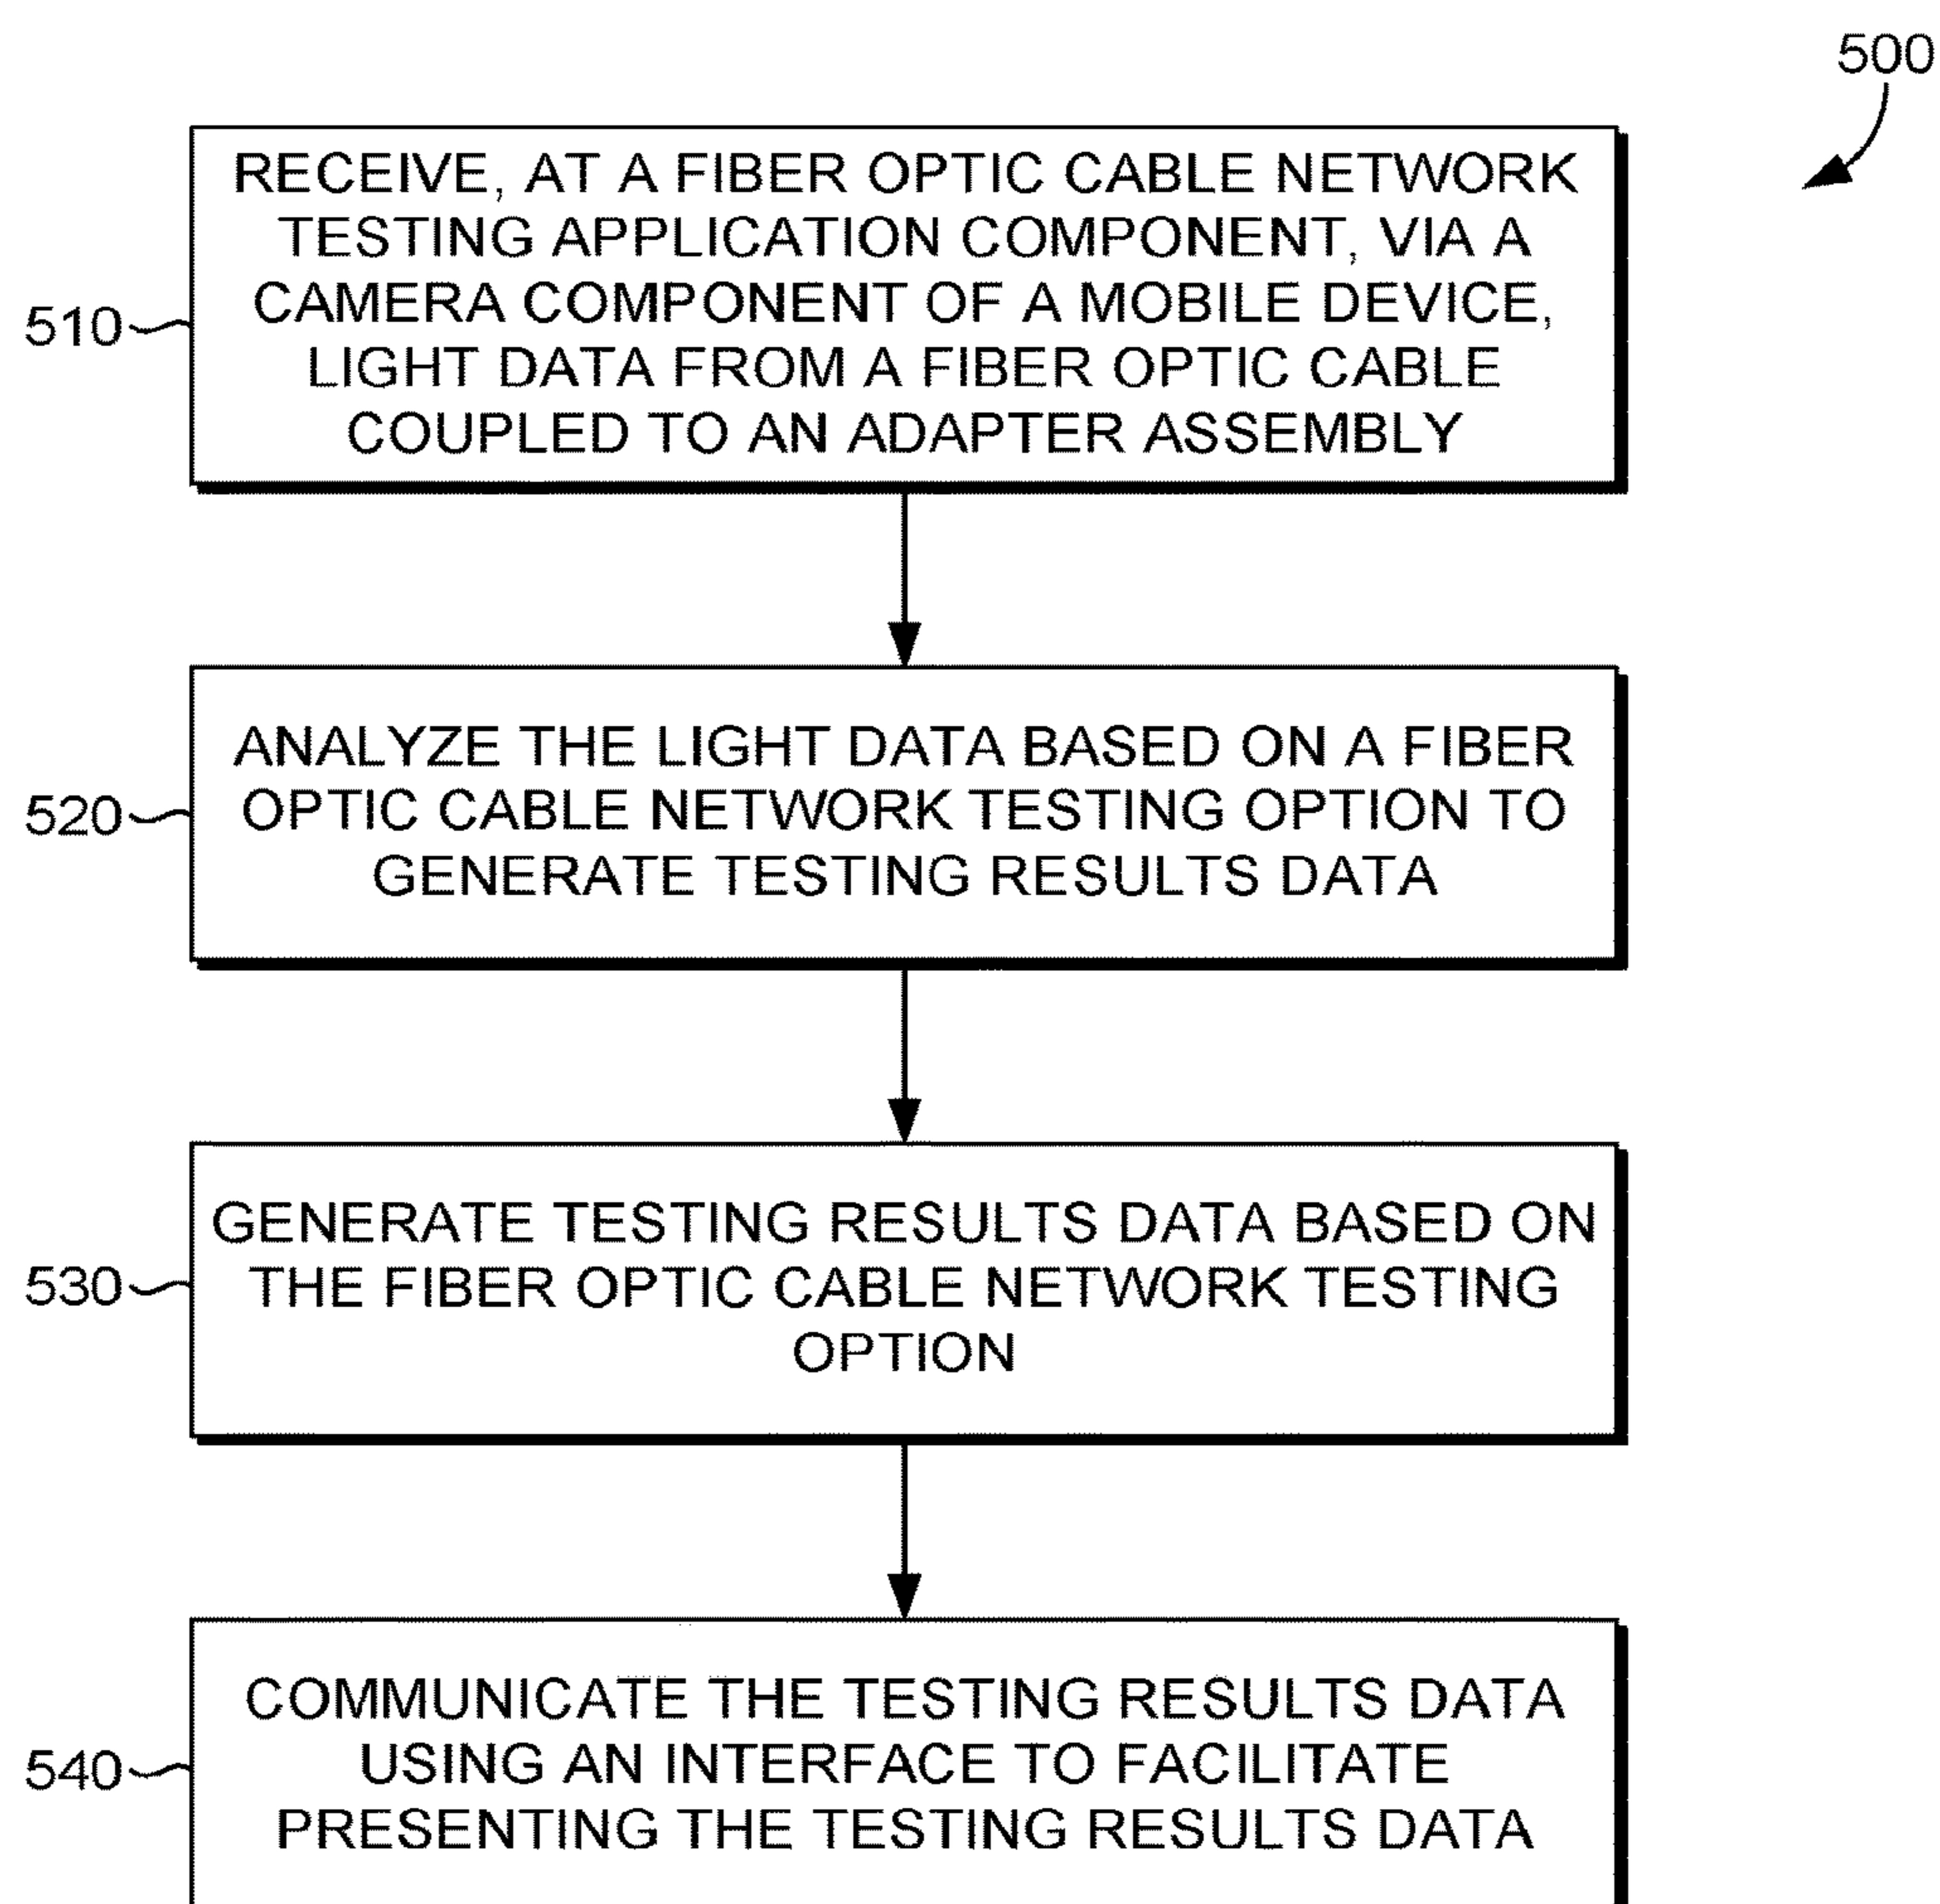 500
RECEIVE, AT A FIBER OPTIC CABLE NETWORK
TESTING APPLICATION COMPONENT, VIA A
CAMERA COMPONENT OF A MOBILE DEVICE,
LIGHT DATA FROM A FIBER OPTIC CABLE
COUPLED TO AN ADAPTER ASSEMBLY
510
ANALYZE THE LIGHT DATA BASED ON A FIBER
OPTIC CABLE NETWORK TESTING OPTION TO
GENERATE TESTING RESULTS DATA
520
GENERATE TESTING RESULTS DATA BASED ON
THE FIBER OPTIC CABLE NETWORK TESTING
OPTION
530
COMMUNICATE THE TESTING RESULTS DATA
USING AN INTERFACE TO FACILITATE
PRESENTING THE TESTING RESULTS DATA
540